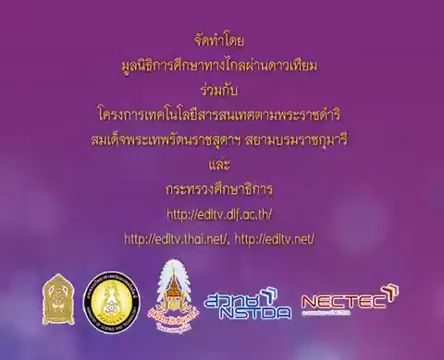 จัดทำโดย
มูลนิธิการศึกษาทางไกลผ่านดาวเทียม
ร่วมกับ
โครงการเทคโนโลยีสารสนเทศตามพระราชดำริ
สมเด็จพระเทพรัตนราชสุดาฯ สยามบรมราชกุมารี
และ
กระทรวงศึกษาธิการ
http://edltv.dlf.ac.th/
http://edltv.thai.net/, http://edltv.net/
สวทช NECTEC
NSTDA